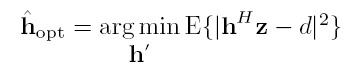 ĥ_opt = arg min E{|h^H z − d|^2}
h′